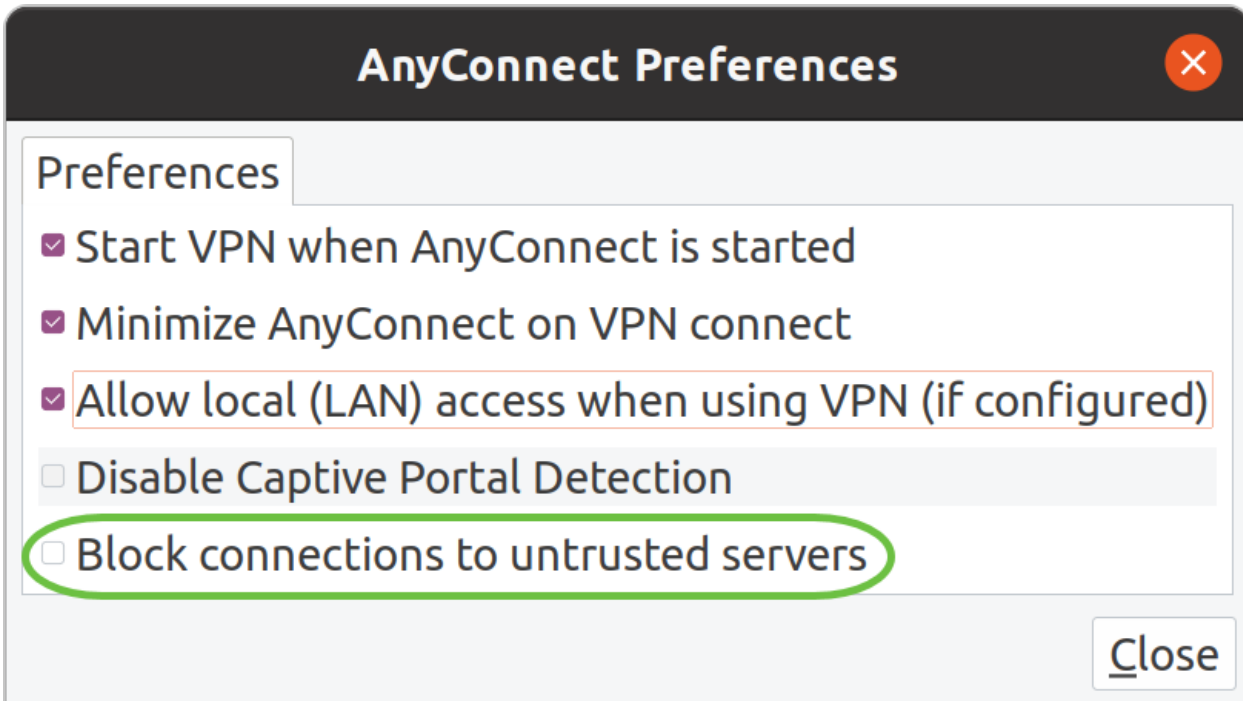 AnyConnect Preferences
Preferences
Start VPN when AnyConnect is started
Minimize AnyConnect on VPN connect
Allow local (LAN) access when using VPN (if configured)
Disable Captive Portal Detection
Block connections to untrusted servers
Close